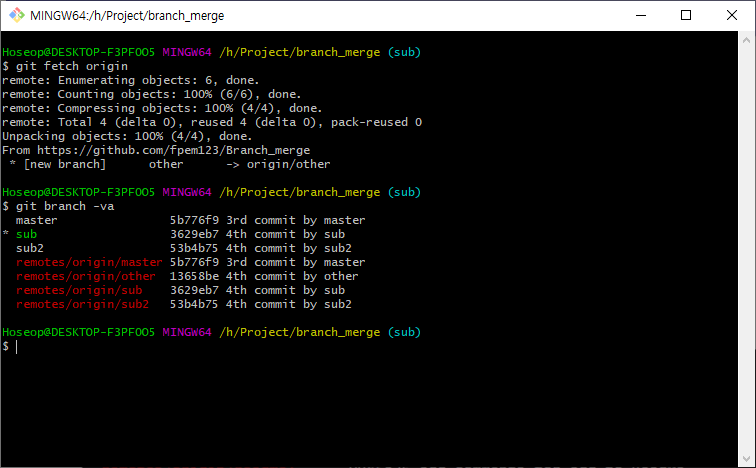 MINGW64:/h/Project/branch_merge
Hoseop@DESKTOP-F3PF0O5 MINGW64 /h/Project/branch_merge (sub)
$ git fetch origin
remote: Enumerating objects: 6, done.
remote: Counting objects: 100% (6/6), done.
remote: Compressing objects: 100% (4/4), done.
remote: Total 4 (delta 0), reused 4 (delta 0), pack-reused 0
Unpacking objects: 100% (4/4), done.
From https://github.com/fpem123/Branch_merge
 * [new branch]      other      -> origin/other
Hoseop@DESKTOP-F3PF0O5 MINGW64 /h/Project/branch_merge (sub)
$ git branch -va
  master                5b776f9 3rd commit by master
* sub                   3629eb7 4th commit by sub
  sub2                  53b4b75 4th commit by sub2
  remotes/origin/master 5b776f9 3rd commit by master
  remotes/origin/other  13658be 4th commit by other
  remotes/origin/sub    3629eb7 4th commit by sub
  remotes/origin/sub2   53b4b75 4th commit by sub2
Hoseop@DESKTOP-F3PF0O5 MINGW64 /h/Project/branch_merge (sub)
$